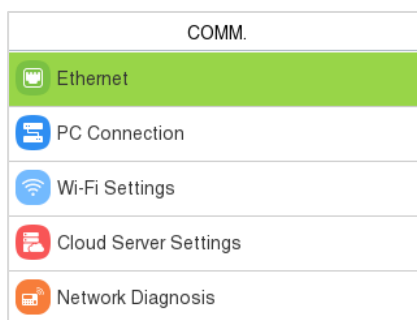 COMM.
Ethernet
PC Connection
Wi-Fi Settings
Cloud Server Settings
Network Diagnosis